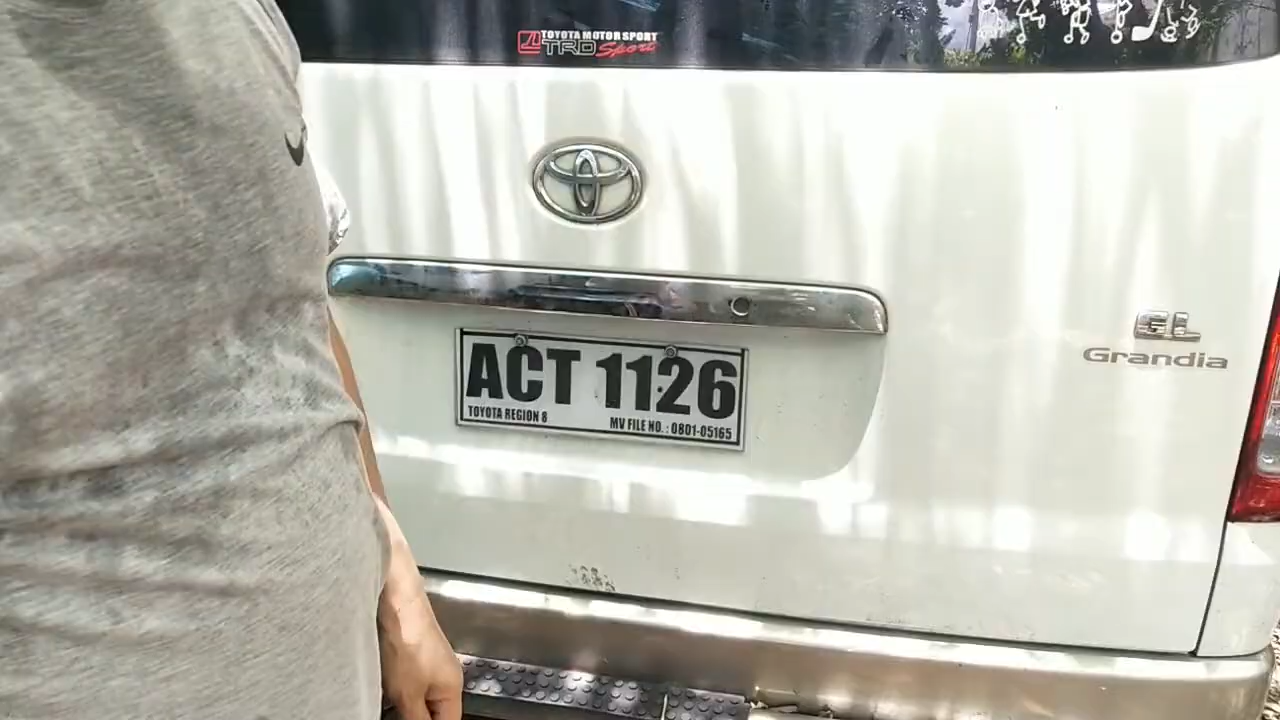 TOYOTA MOTOR SPORT
TRD Sport
ACT 1126
TOYOTA REGION 8
MV FILE NO. : 0801-05165
GL
Grandia